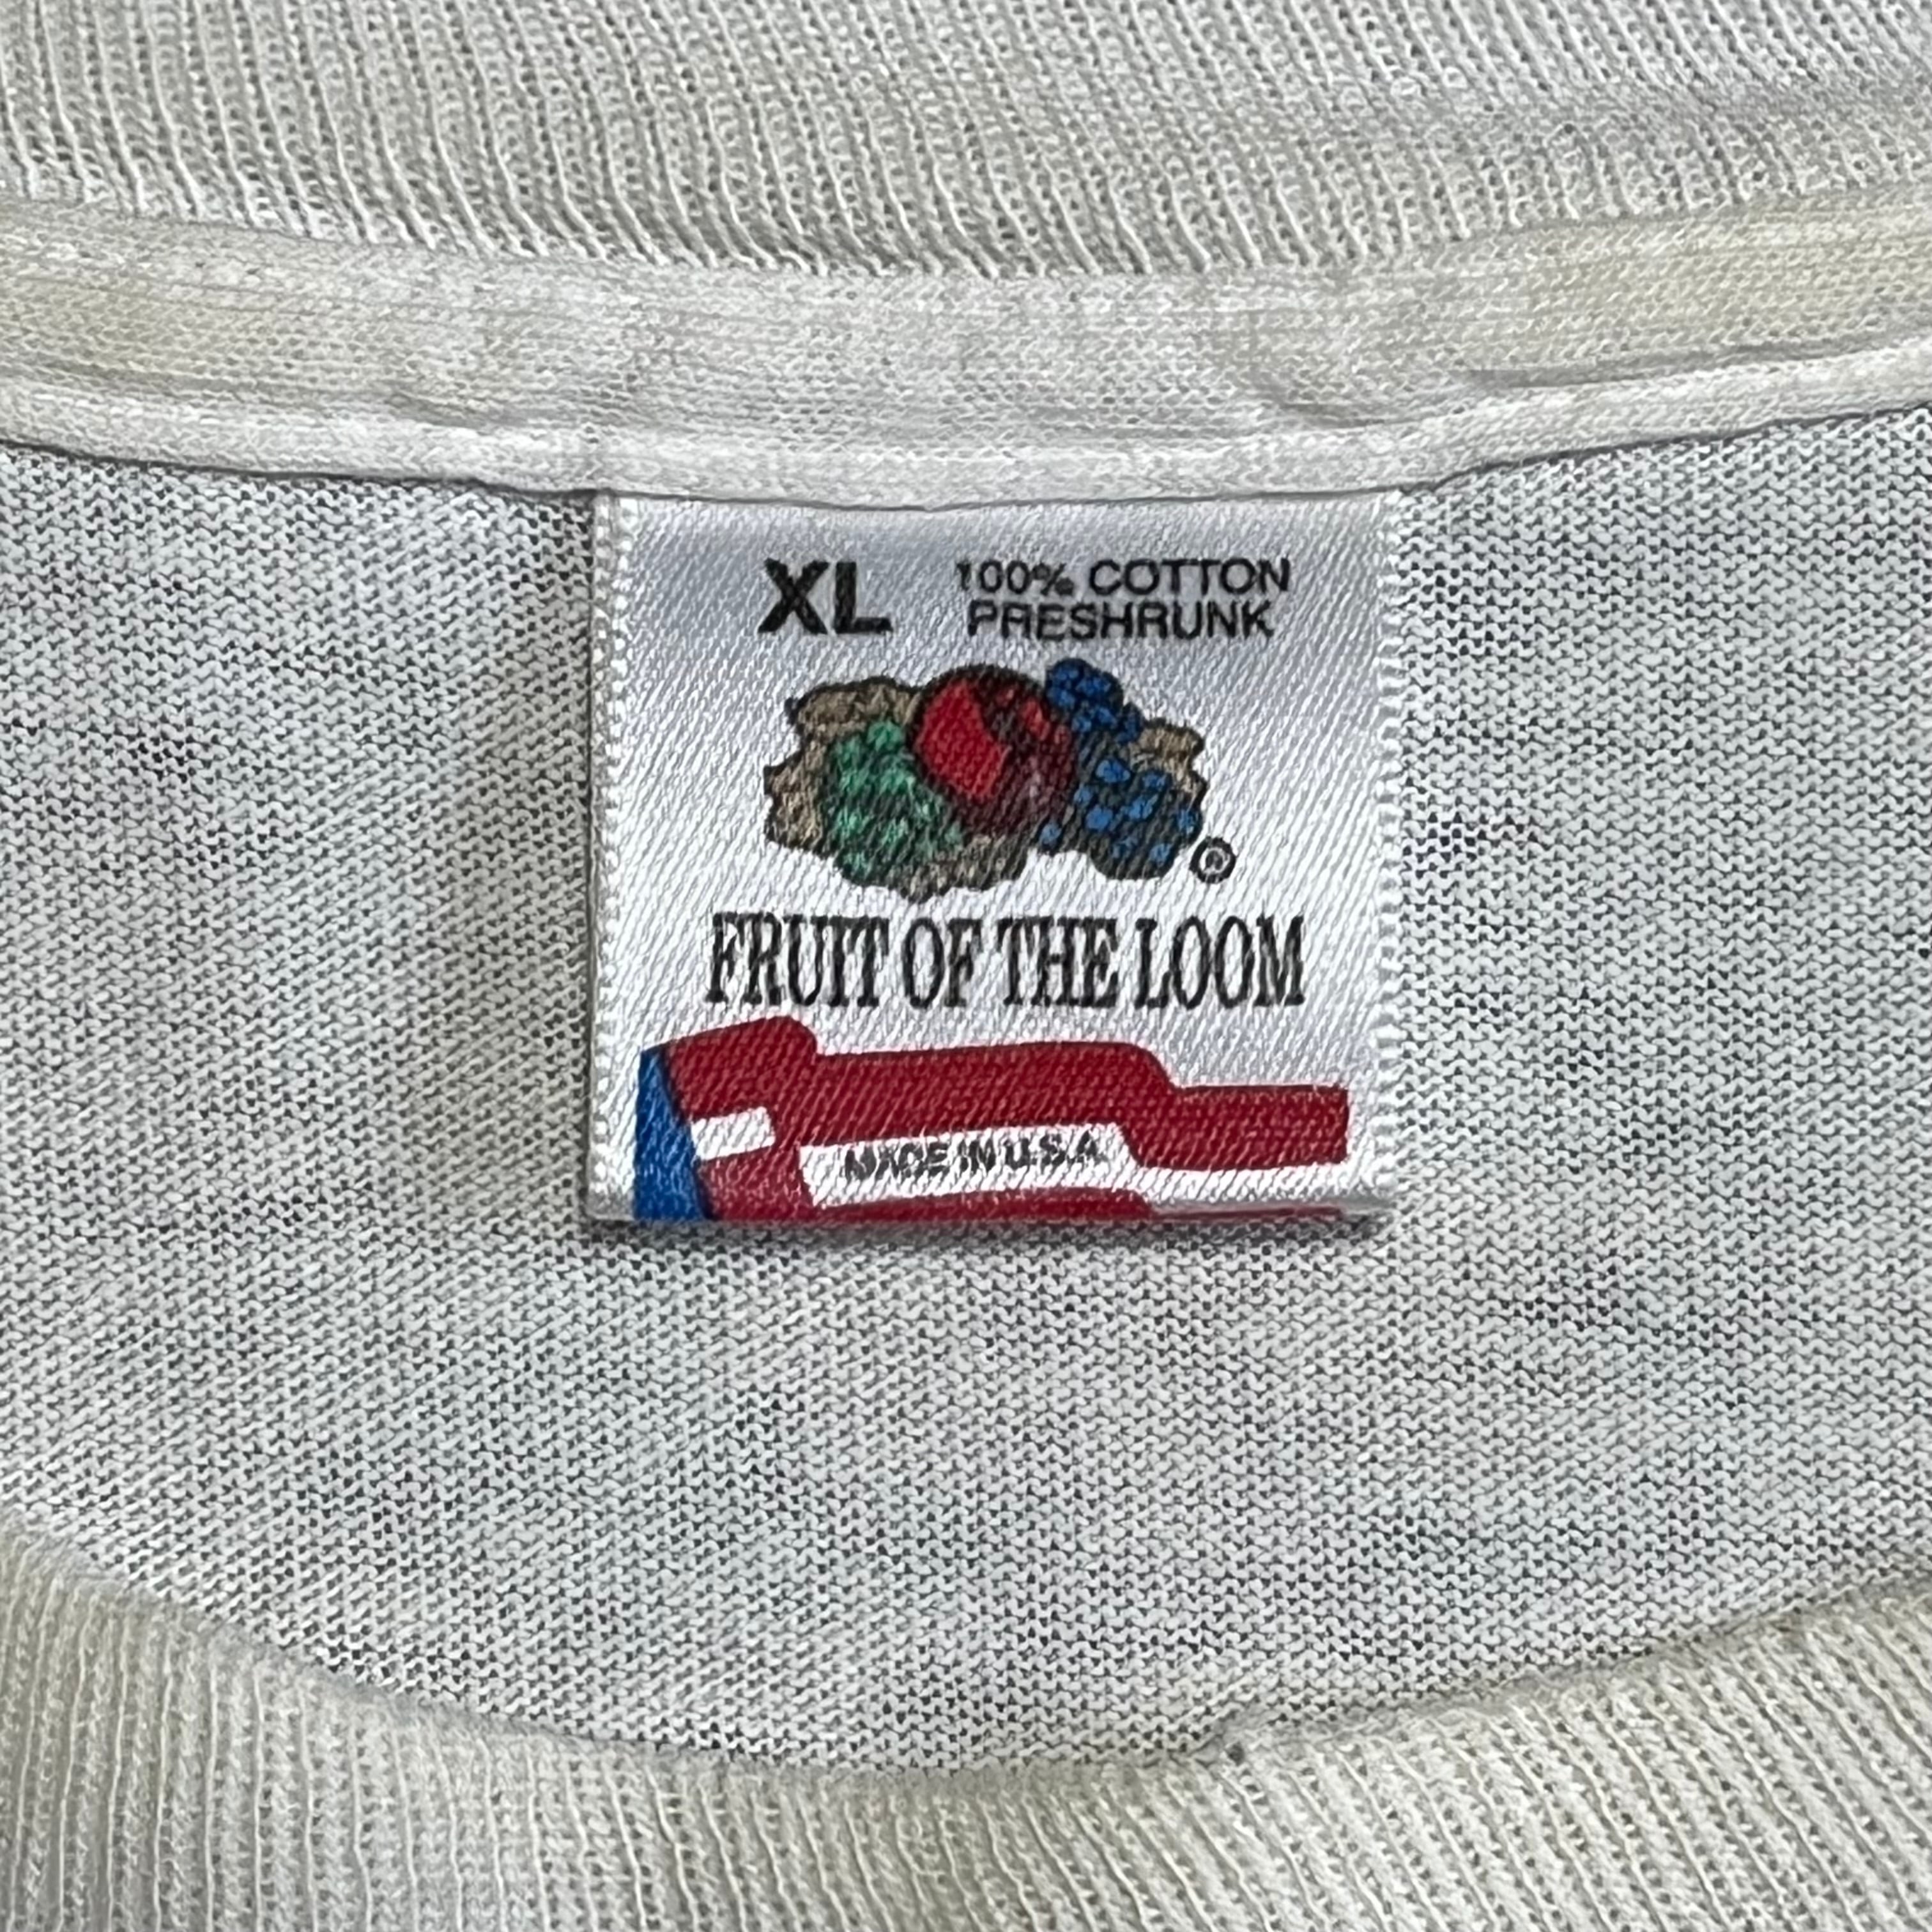 XL 100% COTTON
PRESHRUNK
®
FRUIT OF THE LOOM
MADE IN U.S.A.